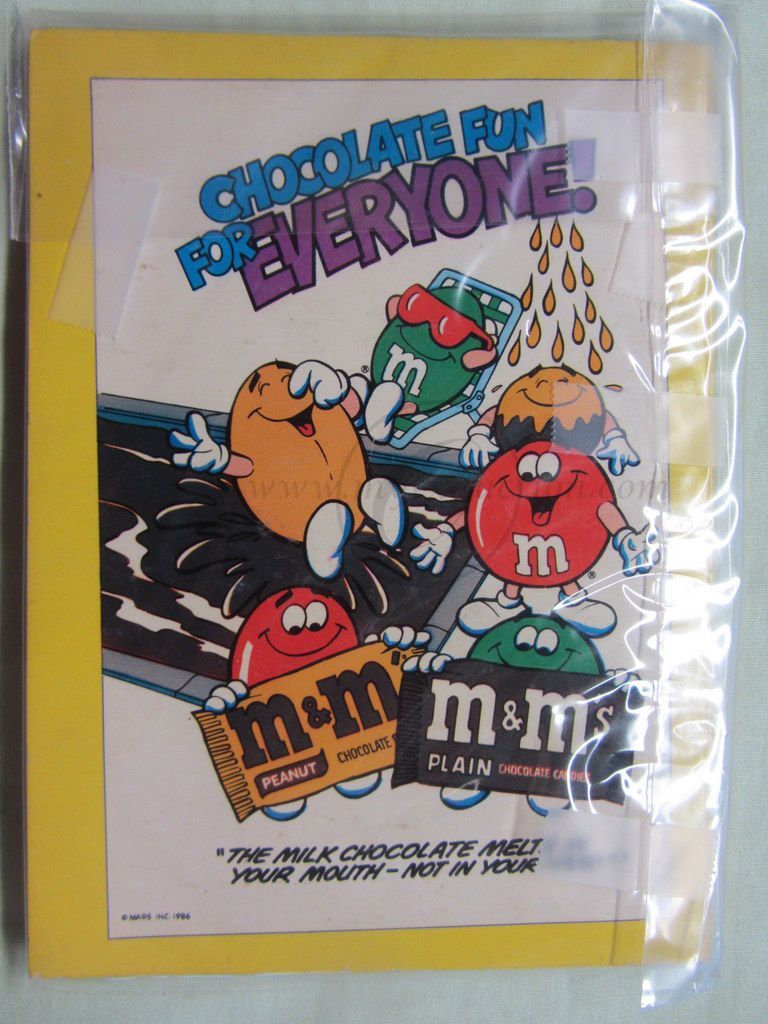 CHOCOLATE FUN
FOR EVERYONE!
m
®
m
®
m&m
PEANUT
CHOCOLATE
m&m's
PLAIN CHOCOLATE CANDIES
"THE MILK CHOCOLATE MELT
YOUR MOUTH - NOT IN YOUR
© MARS INC. 1986